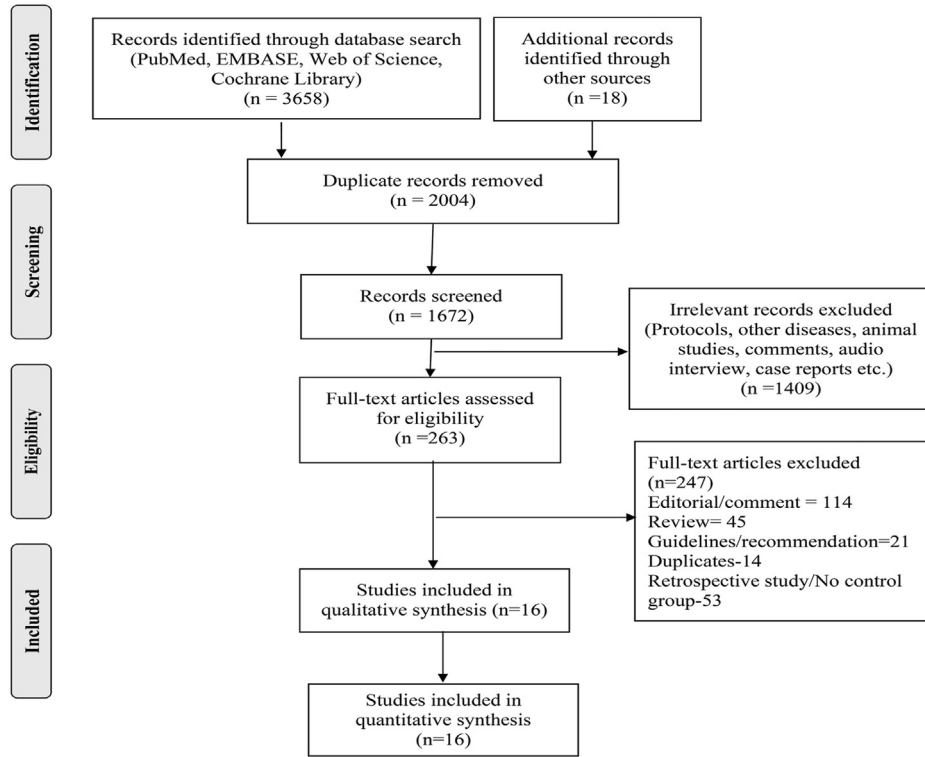 Identification
Records identified through database search
(PubMed, EMBASE, Web of Science,
Cochrane Library)
(n = 3658)
Additional records
identified through
other sources
(n =18)
Duplicate records removed
(n = 2004)
Screening
Records screened
(n = 1672)
Irrelevant records excluded
(Protocols, other diseases, animal
studies, comments, audio
interview, case reports etc.)
(n =1409)
Eligibility
Full-text articles assessed
for eligibility
(n =263)
Full-text articles excluded
(n=247)
Editorial/comment = 114
Review= 45
Guidelines/recommendation=21
Duplicates-14
Retrospective study/No control
group-53
Included
Studies included in
qualitative synthesis (n=16)
Studies included in
quantitative synthesis
(n=16)